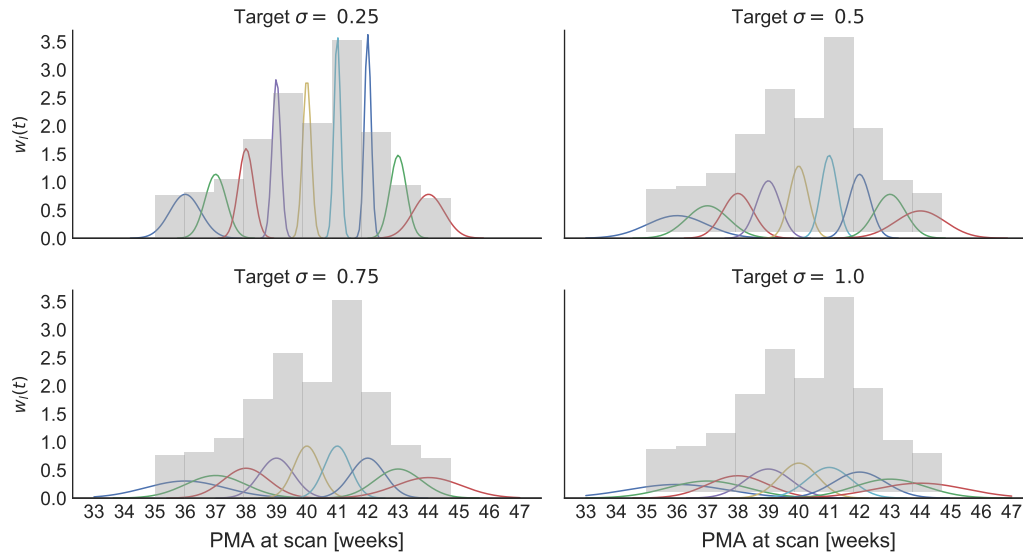 Target σ = 0.25
Target σ = 0.5
w_l(t)
3.5
3.0
2.5
2.0
1.5
1.0
0.5
0.0
Target σ = 0.75
Target σ = 1.0
w_l(t)
3.5
3.0
2.5
2.0
1.5
1.0
0.5
0.0
33 34 35 36 37 38 39 40 41 42 43 44 45 46 47
33 34 35 36 37 38 39 40 41 42 43 44 45 46 47
PMA at scan [weeks]
PMA at scan [weeks]